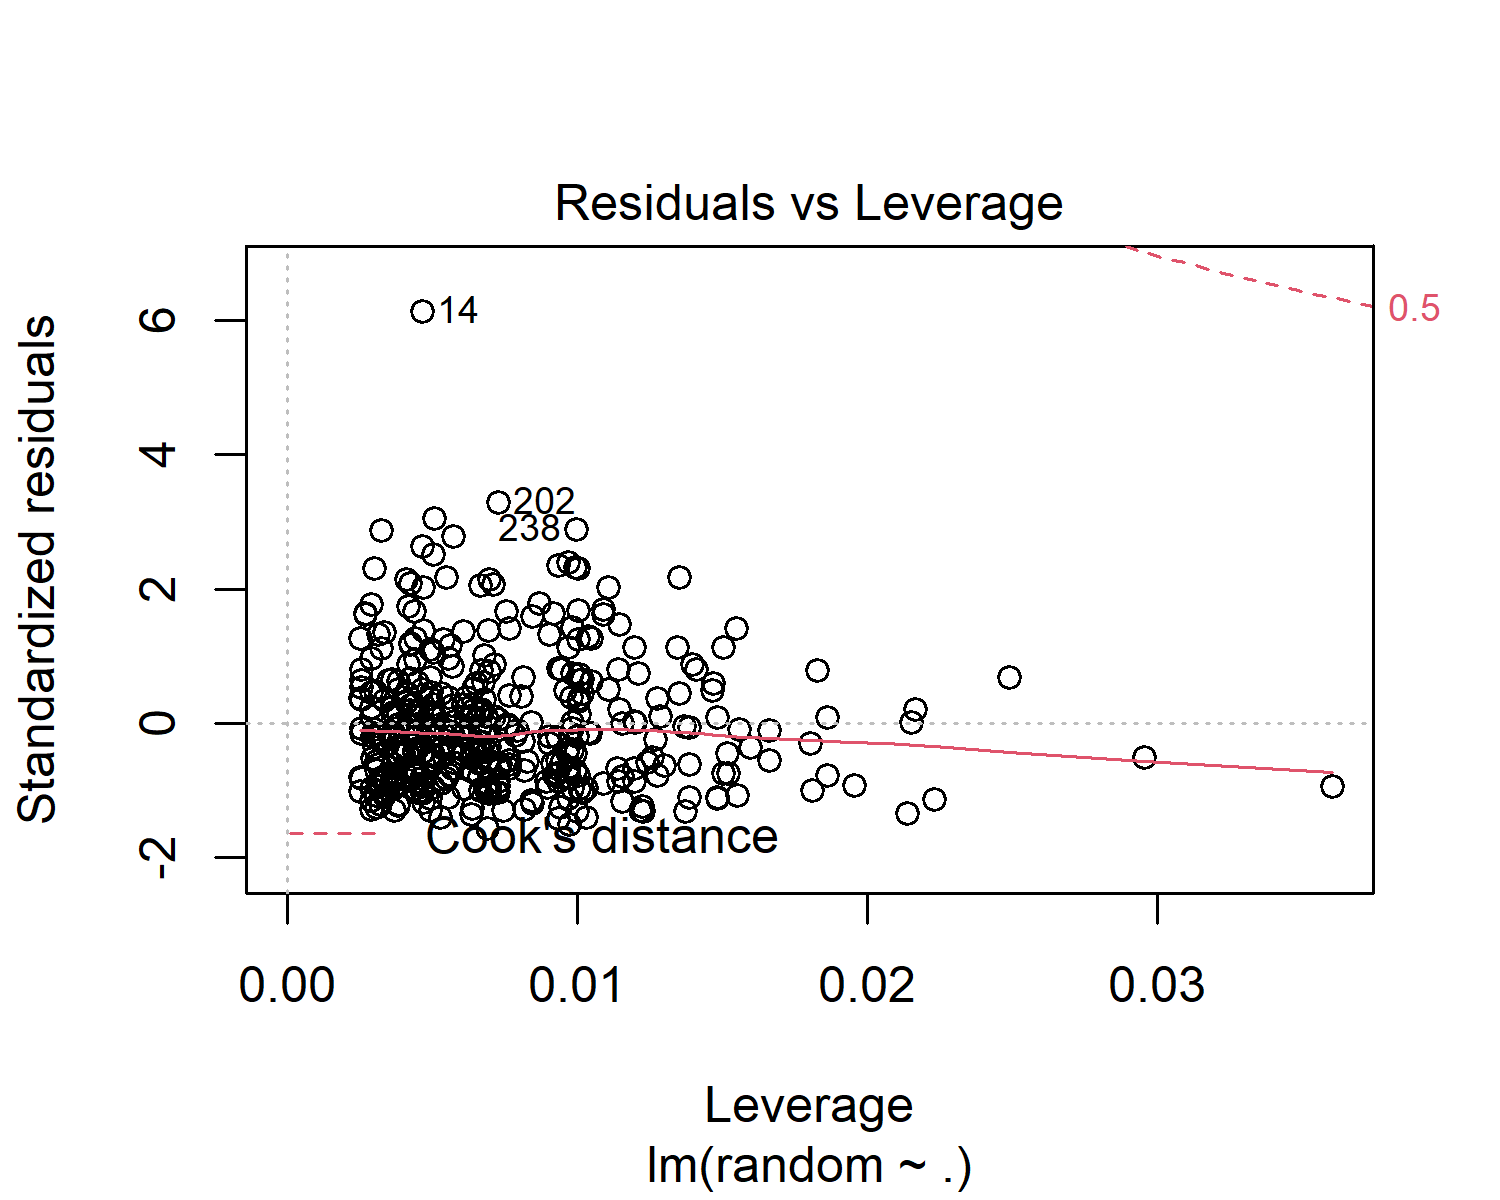 Residuals vs Leverage
Standardized residuals
6
4
2
0
-2
14
202
238
0.5
Cook's distance
0.00 0.01 0.02 0.03
Leverage
lm(random ~ .)